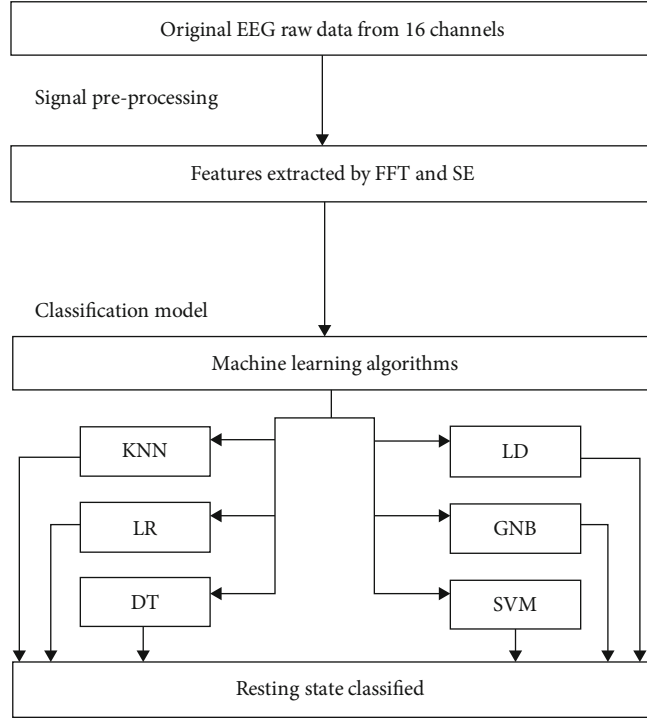 Original EEG raw data from 16 channels
Signal pre-processing
Features extracted by FFT and SE
Classification model
Machine learning algorithms
KNN
LD
LR
GNB
DT
SVM
Resting state classified